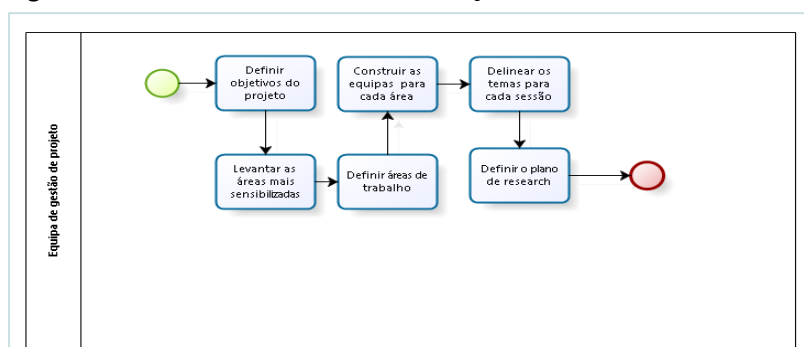 Equipa de gestão de projeto
Definir
objetivos do
projeto
Levantar as
áreas mais
sensibilizadas
Definir áreas de
trabalho
Construir as
equipas para
cada área
Delinear os
temas para
cada sessão
Definir o plano
de research